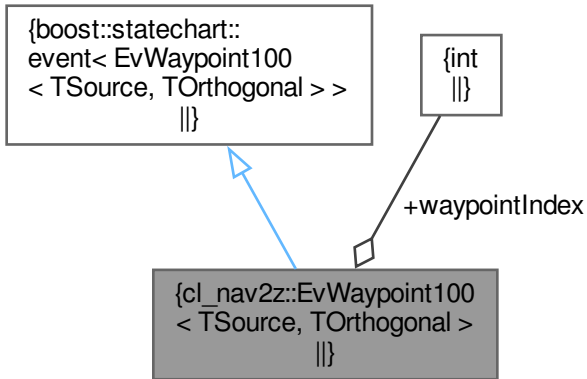 {boost::statechart::
event< EvWaypoint100
< TSource, TOrthogonal > >
||}
{int
||}
+waypointIndex
{cl_nav2z::EvWaypoint100
< TSource, TOrthogonal >
||}